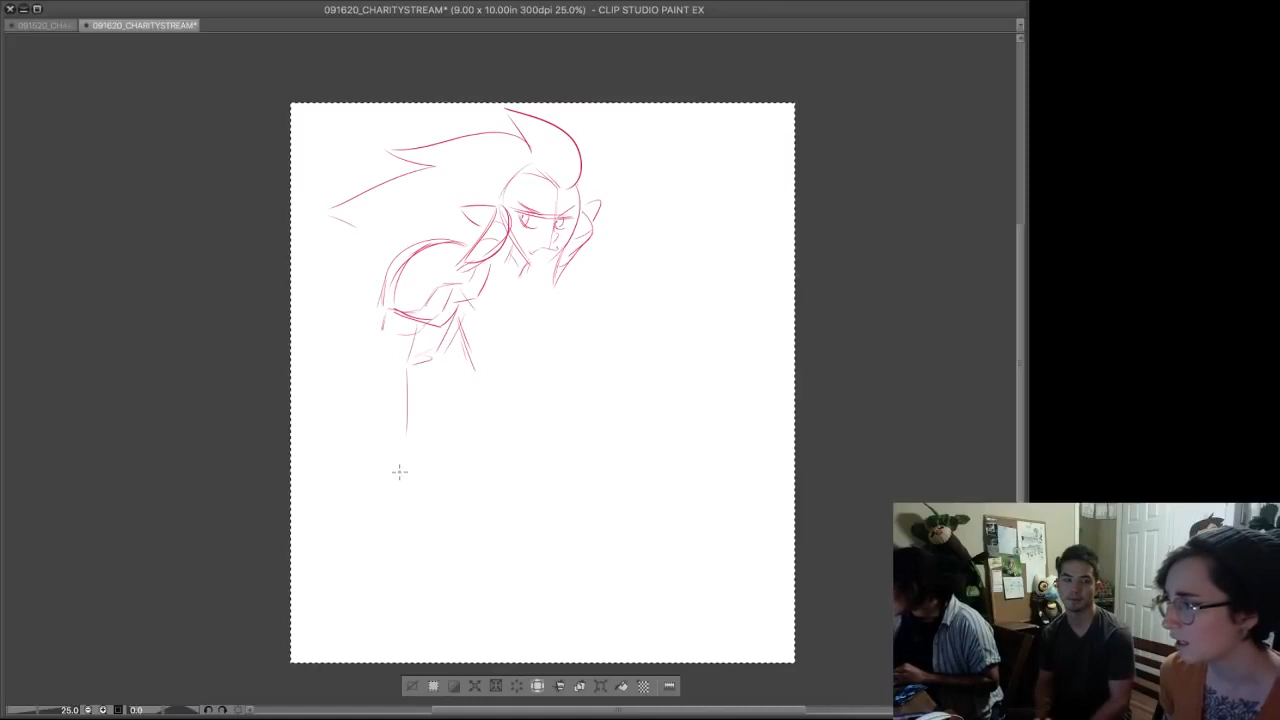 091620_CHARITYSTREAM* (9.00 x 10.00in 300dpi 25.0%) - CLIP STUDIO PAINT EX
091620_CHARITYSTREAM*
25.0
0.0